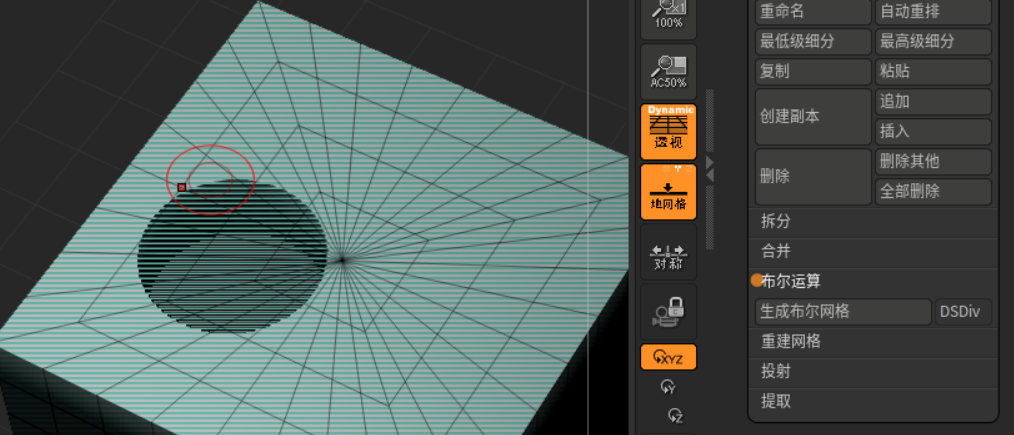 100%
AC50%
Dynamic
透视
地网格
对称
XYZ
Y
Z
重命名
自动重排
最低级细分
最高级细分
复制
粘贴
创建副本
追加
插入
删除
删除其他
全部删除
拆分
合并
布尔运算
生成布尔网格
DSDiv
重建网格
投射
提取